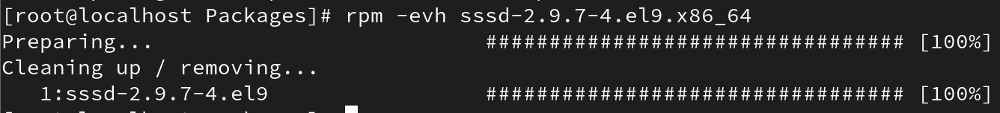 [root@localhost Packages]# rpm -evh sssd-2.9.7-4.el9.x86_64
Preparing...                          ################################# [100%]
Cleaning up / removing...
   1:sssd-2.9.7-4.el9                 ################################# [100%]